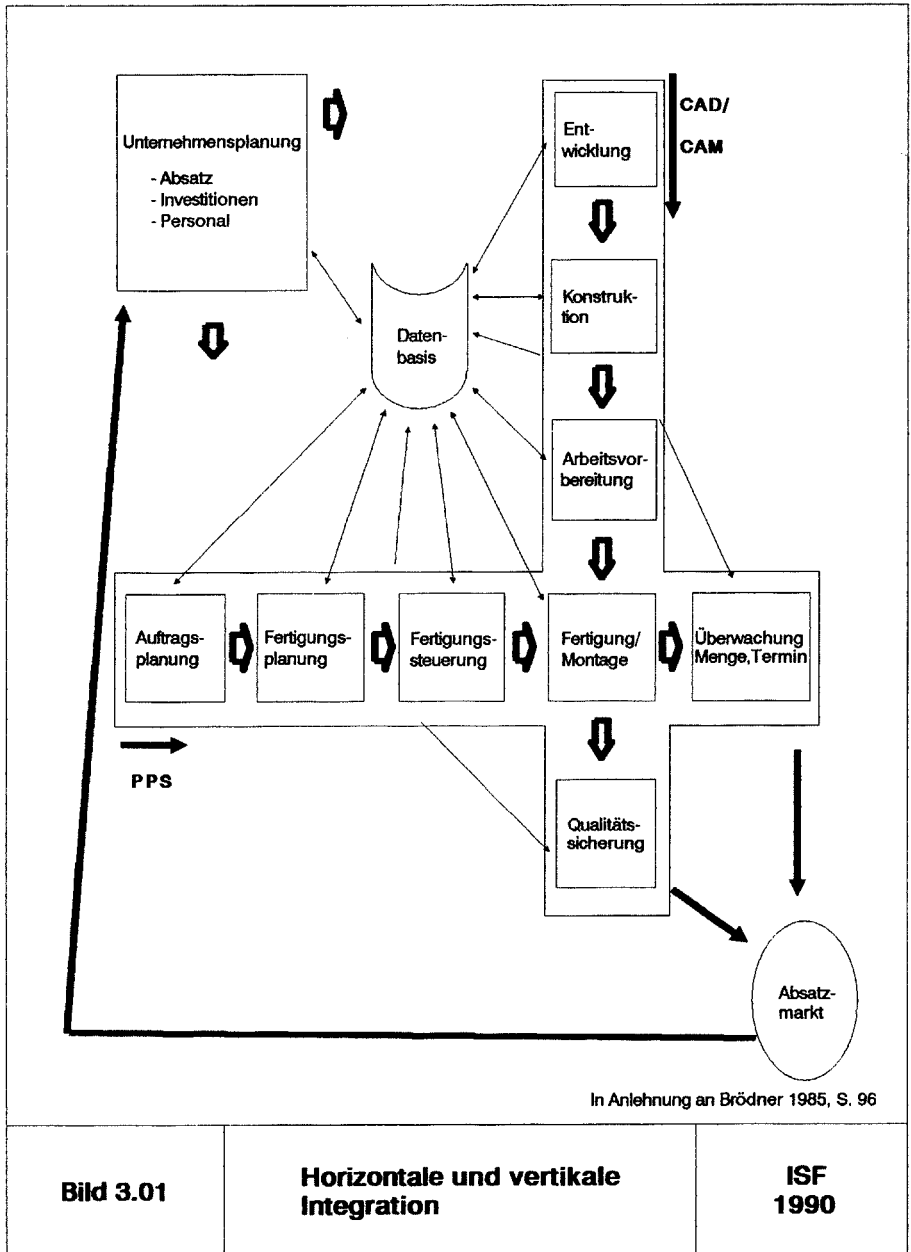 Unternehmensplanung
- Absatz
- Investitionen
- Personal
CAD/
CAM
Ent-
wicklung
Konstruk-
tion
Daten-
basis
Arbeitsvor-
bereitung
Auftrags-
planung
Fertigungs-
planung
Fertigungs-
steuerung
Fertigung/
Montage
Überwachung
Menge,Termin
PPS
Qualitäts-
sicherung
Absatz-
markt
In Anlehnung an Brödner 1985, S. 96
Bild 3.01
Horizontale und vertikale
Integration
ISF
1990